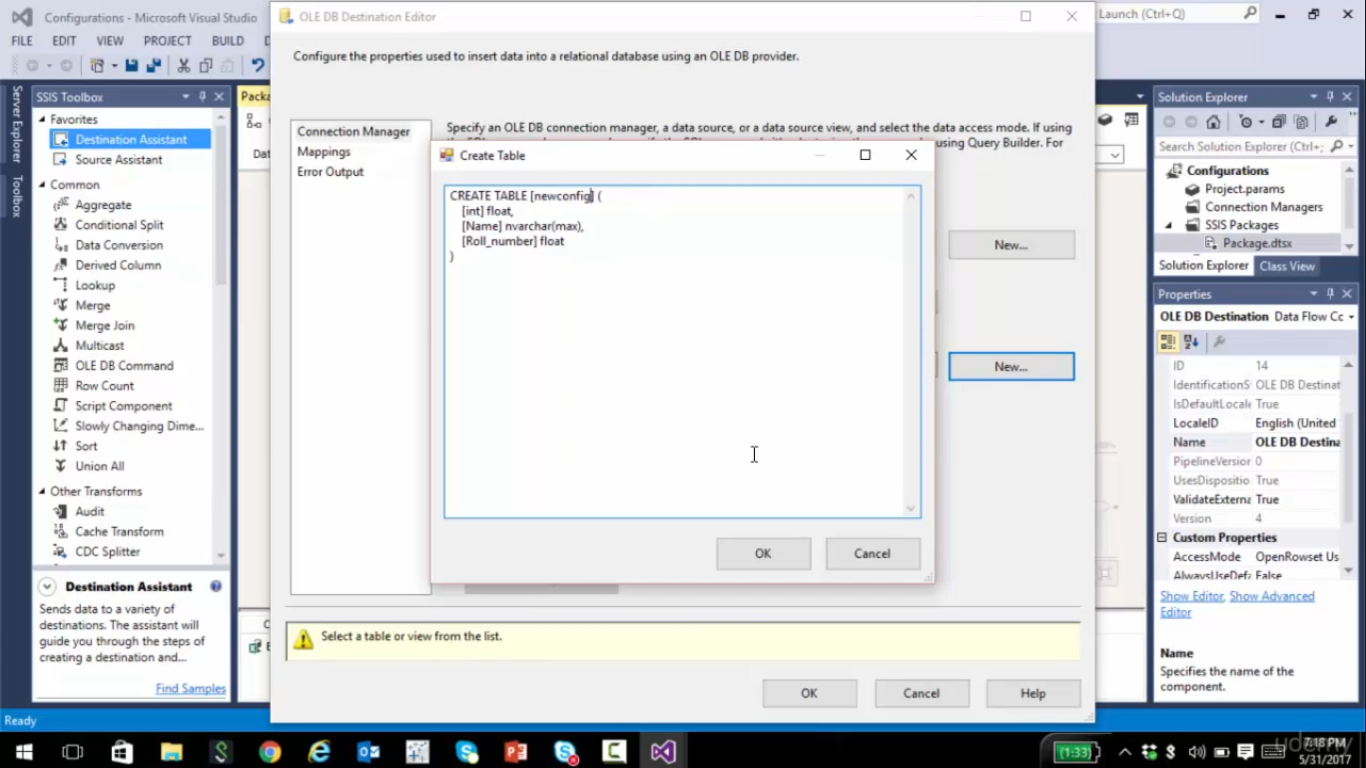 Configurations - Microsoft Visual Studio
OLE DB Destination Editor
Launch (Ctrl+Q)
FILE EDIT VIEW PROJECT BUILD
Configure the properties used to insert data into a relational database using an OLE DB provider.
Server Explorer
Toolbox
SSIS Toolbox
Favorites
Destination Assistant
Source Assistant
Common
Aggregate
Conditional Split
Data Conversion
Derived Column
Lookup
Merge
Merge Join
Multicast
OLE DB Command
Row Count
Script Component
Slowly Changing Dime...
Sort
Union All
Other Transforms
Audit
Cache Transform
CDC Splitter
Destination Assistant
Sends data to a variety of
destinations. The assistant will
guide you through the steps of
creating a destination and...
Find Samples
Packa
Dat
Connection Manager
Mappings
Error Output
Specify an OLE DB connection manager, a data source, or a data source view, and select the data access mode. If using
using Query Builder. For
Create Table
CREATE TABLE [newconfig] (
[int] float,
[Name] nvarchar(max),
[Roll_number] float
)
OK Cancel
New...
New...
Select a table or view from the list.
OK Cancel Help
Solution Explorer
Search Solution Explorer (Ctrl+;
Configurations
Project.params
Connection Managers
SSIS Packages
Package.dtsx
Solution Explorer Class View
Properties
OLE DB Destination Data Flow Cc
ID 14
IdentificationS OLE DB Destinat
IsDefaultLocale True
LocaleID English (United
Name OLE DB Destina
PipelineVersior 0
UsesDispositio True
ValidateExterna True
Version 4
Custom Properties
AccessMode OpenRowset Us
AlwaysUseDefa False
Show Editor, Show Advanced
Editor
Name
Specifies the name of the
component.
Ready
(1:33)
7:18 PM
5/31/2017
udemy